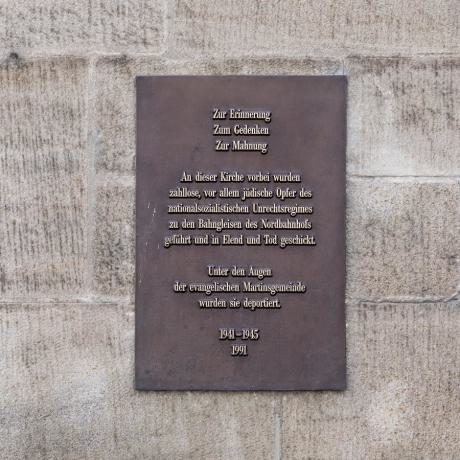 Zur Erinnerung
Zum Gedenken
Zur Mahnung
An dieser Kirche vorbei wurden
zahllose, vor allem jüdische Opfer des
nationalsozialistischen Unrechtsregimes
zu den Bahngleisen des Nordbahnhofs
geführt und in Elend und Tod geschickt.
Unter den Augen
der evangelischen Martinsgemeinde
wurden sie deportiert.
1941–1945
1991